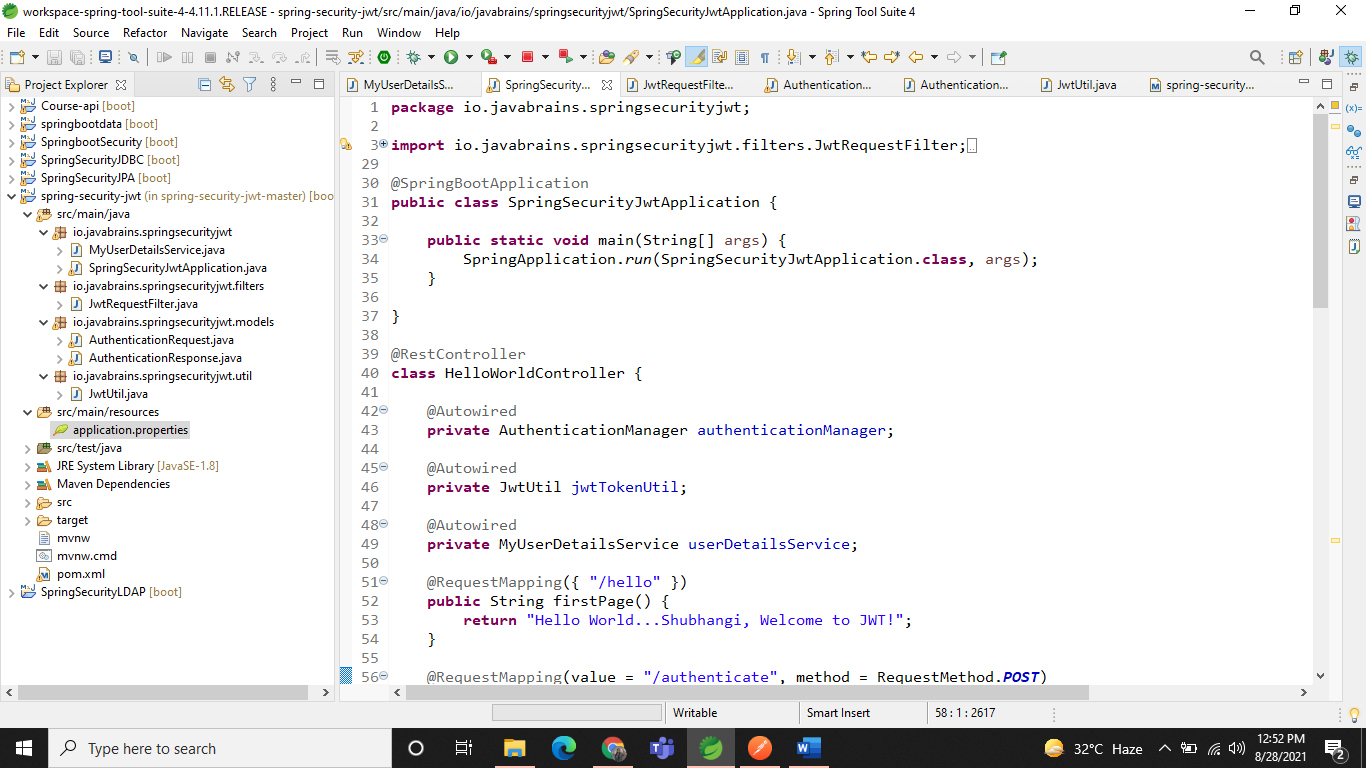 workspace-spring-tool-suite-4-4.11.1.RELEASE - spring-security-jwt/src/main/java/io/javabrains/springsecurityjwt/SpringSecurityJwtApplication.java - Spring Tool Suite 4
File Edit Source Refactor Navigate Search Project Run Window Help
Project Explorer
Course-api [boot]
springbootdata [boot]
SpringbootSecurity [boot]
SpringSecurityJDBC [boot]
SpringSecurityJPA [boot]
spring-security-jwt (in spring-security-jwt-master) [boo
src/main/java
io.javabrains.springsecurityjwt
MyUserDetailsService.java
SpringSecurityJwtApplication.java
io.javabrains.springsecurityjwt.filters
JwtRequestFilter.java
io.javabrains.springsecurityjwt.models
AuthenticationRequest.java
AuthenticationResponse.java
io.javabrains.springsecurityjwt.util
JwtUtil.java
src/main/resources
application.properties
src/test/java
JRE System Library [JavaSE-1.8]
Maven Dependencies
src
target
mvnw
mvnw.cmd
pom.xml
SpringSecurityLDAP [boot]
MyUserDetailsS... SpringSecurity... JwtRequestFilte... Authentication... Authentication... JwtUtil.java spring-security...
1 package io.javabrains.springsecurityjwt;
2
3 import io.javabrains.springsecurityjwt.filters.JwtRequestFilter;
29
30 @SpringBootApplication
31 public class SpringSecurityJwtApplication {
32
33 public static void main(String[] args) {
34 SpringApplication.run(SpringSecurityJwtApplication.class, args);
35 }
36
37 }
38
39 @RestController
40 class HelloWorldController {
41
42 @Autowired
43 private AuthenticationManager authenticationManager;
44
45 @Autowired
46 private JwtUtil jwtTokenUtil;
47
48 @Autowired
49 private MyUserDetailsService userDetailsService;
50
51 @RequestMapping({ "/hello" })
52 public String firstPage() {
53 return "Hello World...Shubhangi, Welcome to JWT!";
54 }
55
56 @RequestMapping(value = "/authenticate", method = RequestMethod.POST)
Writable Smart Insert 58 : 1 : 2617
Type here to search
32°C Haze
12:52 PM
8/28/2021
2